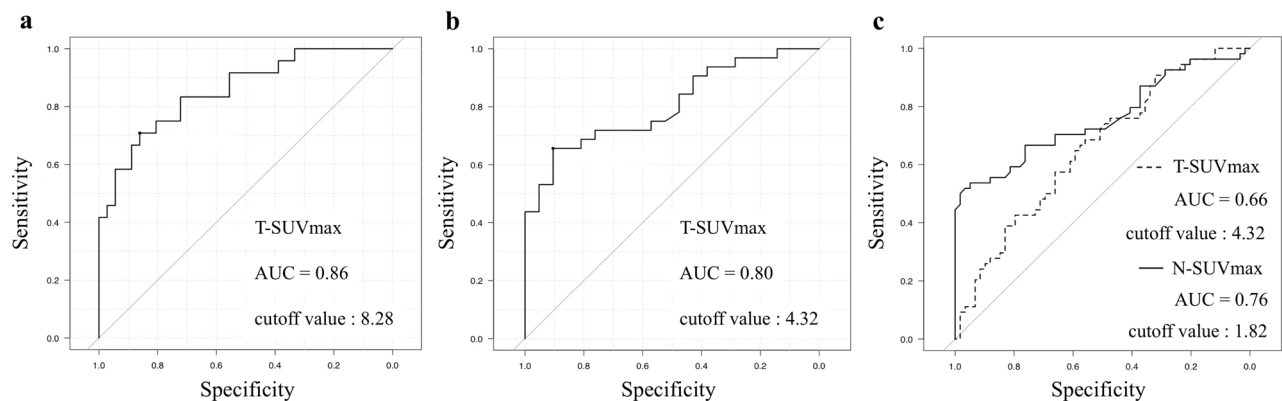 a
1.0
0.8
0.6
0.4
0.2
0.0
Sensitivity
T-SUVmax
AUC = 0.86
cutoff value : 8.28
1.0 0.8 0.6 0.4 0.2 0.0
Specificity
b
1.0
0.8
0.6
0.4
0.2
0.0
Sensitivity
T-SUVmax
AUC = 0.80
cutoff value : 4.32
1.0 0.8 0.6 0.4 0.2 0.0
Specificity
c
1.0
0.8
0.6
0.4
0.2
0.0
Sensitivity
T-SUVmax
AUC = 0.66
cutoff value : 4.32
N-SUVmax
AUC = 0.76
cutoff value : 1.82
1.0 0.8 0.6 0.4 0.2 0.0
Specificity